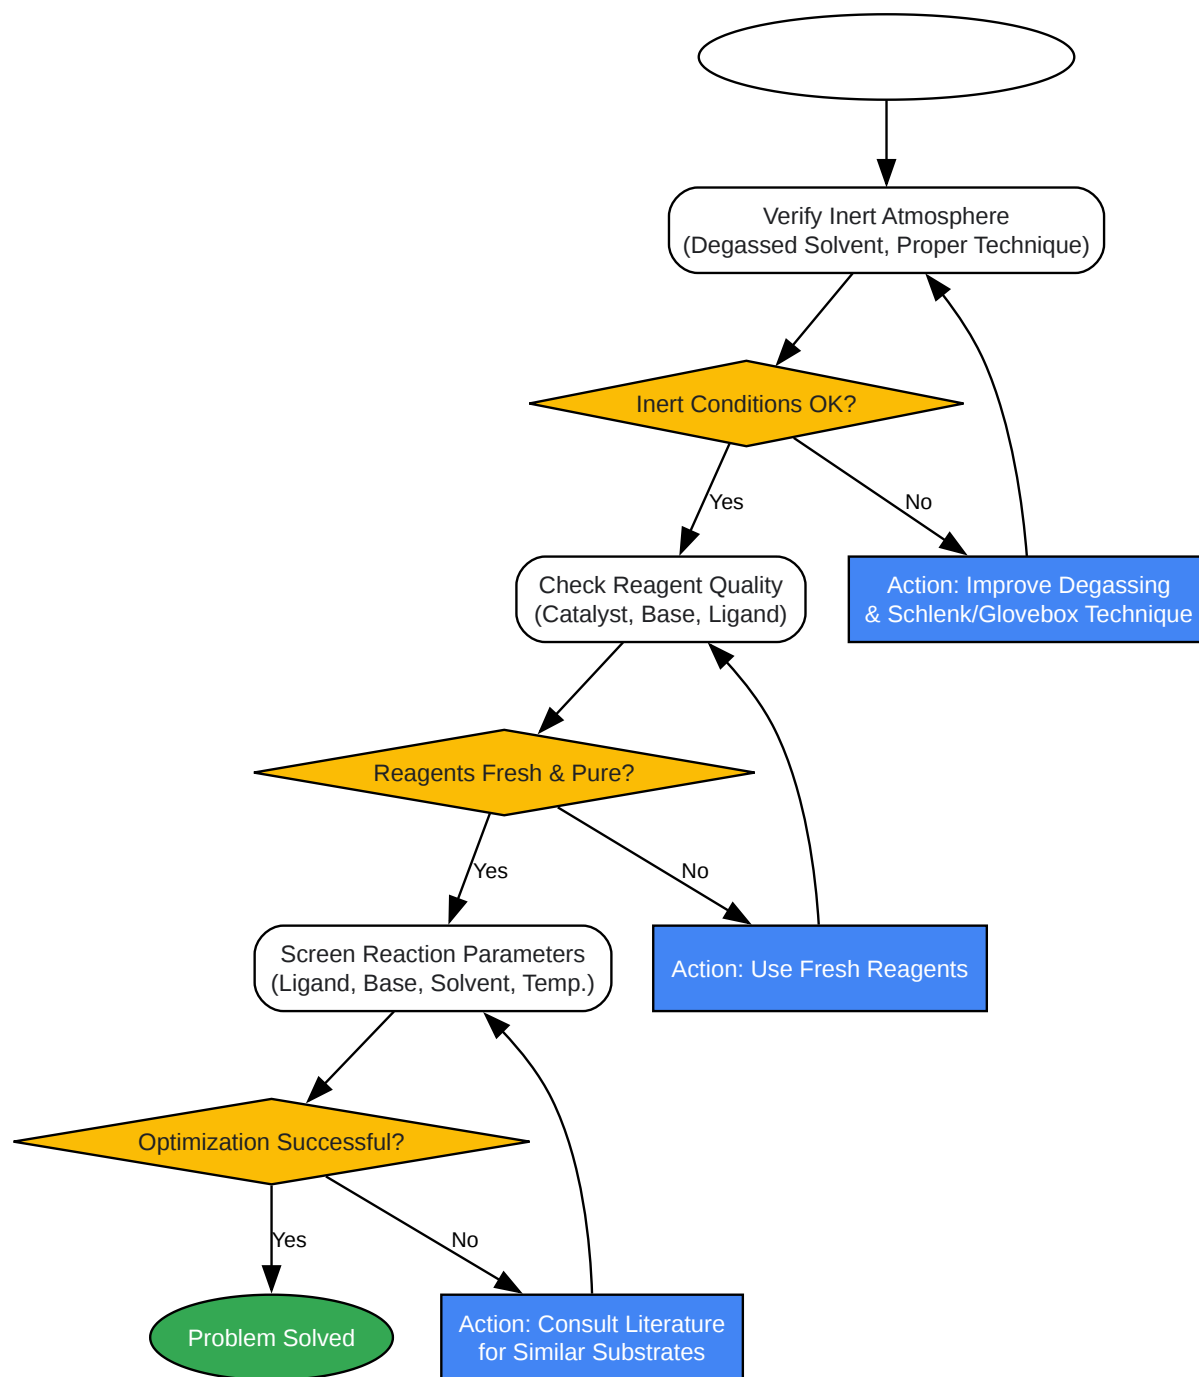 Verify Inert Atmosphere
(Degassed Solvent, Proper Technique)
Inert Conditions OK?
Yes
No
Check Reagent Quality
(Catalyst, Base, Ligand)
Action: Improve Degassing
& Schlenk/Glovebox Technique
Reagents Fresh & Pure?
Yes
No
Screen Reaction Parameters
(Ligand, Base, Solvent, Temp.)
Action: Use Fresh Reagents
Optimization Successful?
Yes
No
Problem Solved
Action: Consult Literature
for Similar Substrates